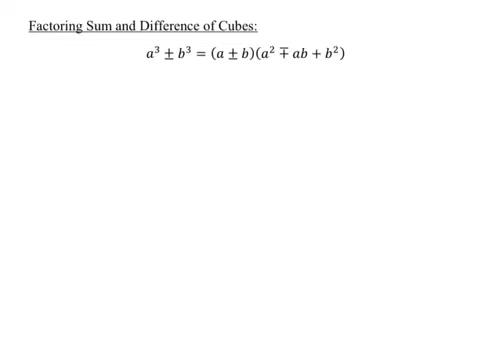 Factoring Sum and Difference of Cubes:
a³ ± b³ = (a ± b)(a² ∓ ab + b²)